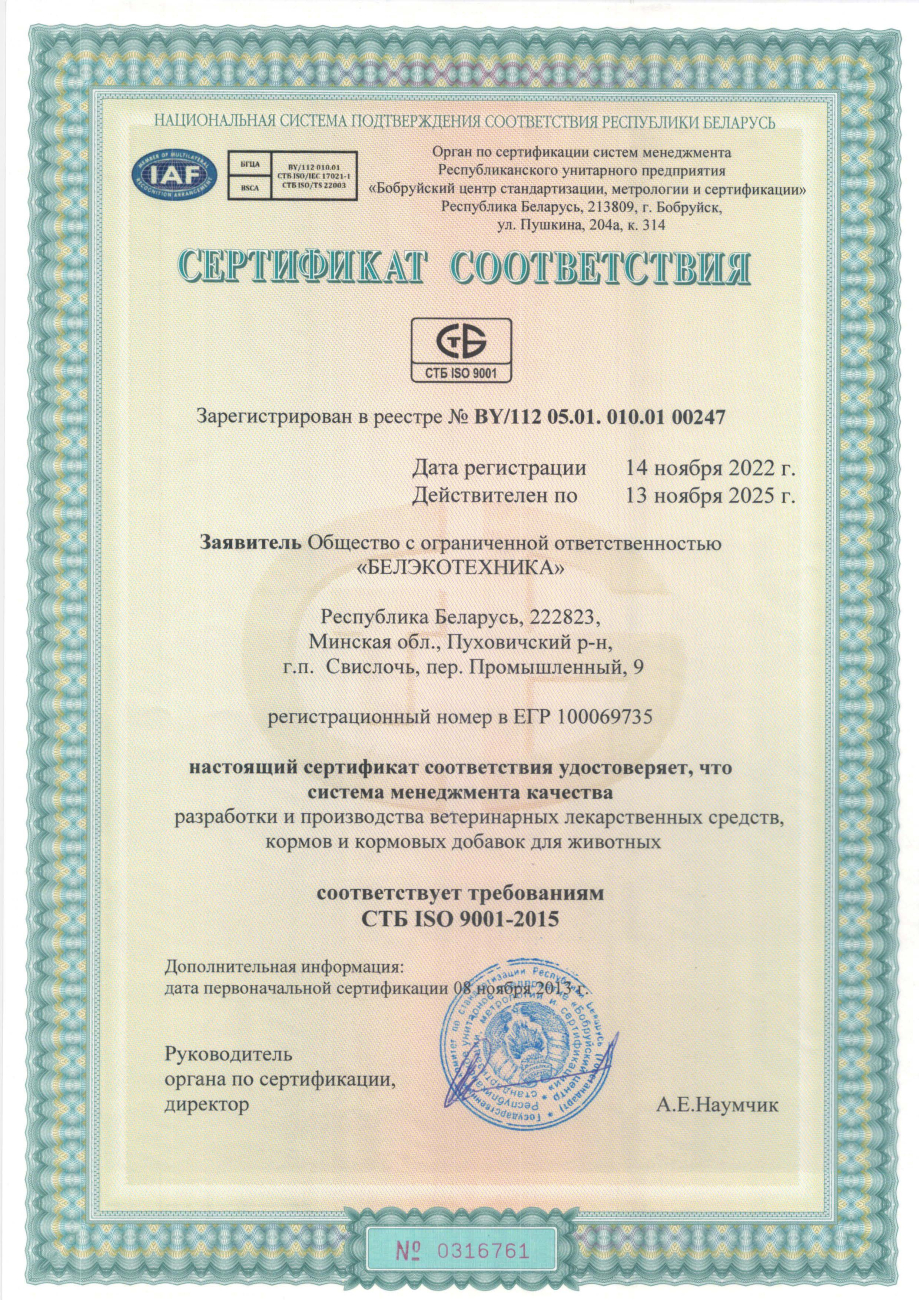 НАЦИОНАЛЬНАЯ СИСТЕМА ПОДТВЕРЖДЕНИЯ СООТВЕТСТВИЯ РЕСПУБЛИКИ БЕЛАРУСЬ
MEMBER OF MULTILATERAL
IAF
RECOGNITION ARRANGEMENT
БГЦА
BSCA
BY/112 010.01
СТБ ISO/IEC 17021-1
СТБ ISO/TS 22003
Орган по сертификации систем менеджмента
Республиканского унитарного предприятия
«Бобруйский центр стандартизации, метрологии и сертификации»
Республика Беларусь, 213809, г. Бобруйск,
ул. Пушкина, 204а, к. 314
СЕРТИФИКАТ СООТВЕТСТВИЯ
СТБ
СТБ ISO 9001
Зарегистрирован в реестре № BY/112 05.01. 010.01 00247
Дата регистрации 14 ноября 2022 г.
Действителен по 13 ноября 2025 г.
Заявитель Общество с ограниченной ответственностью
«БЕЛЭКОТЕХНИКА»
Республика Беларусь, 222823,
Минская обл., Пуховичский р-н,
г.п. Свислочь, пер. Промышленный, 9
регистрационный номер в ЕГР 100069735
настоящий сертификат соответствия удостоверяет, что
система менеджмента качества
разработки и производства ветеринарных лекарственных средств,
кормов и кормовых добавок для животных
соответствует требованиям
СТБ ISO 9001-2015
Дополнительная информация:
дата первоначальной сертификации 08 ноября 2013 г.
Руководитель
органа по сертификации,
директор
А.Е.Наумчик
№ 0316761